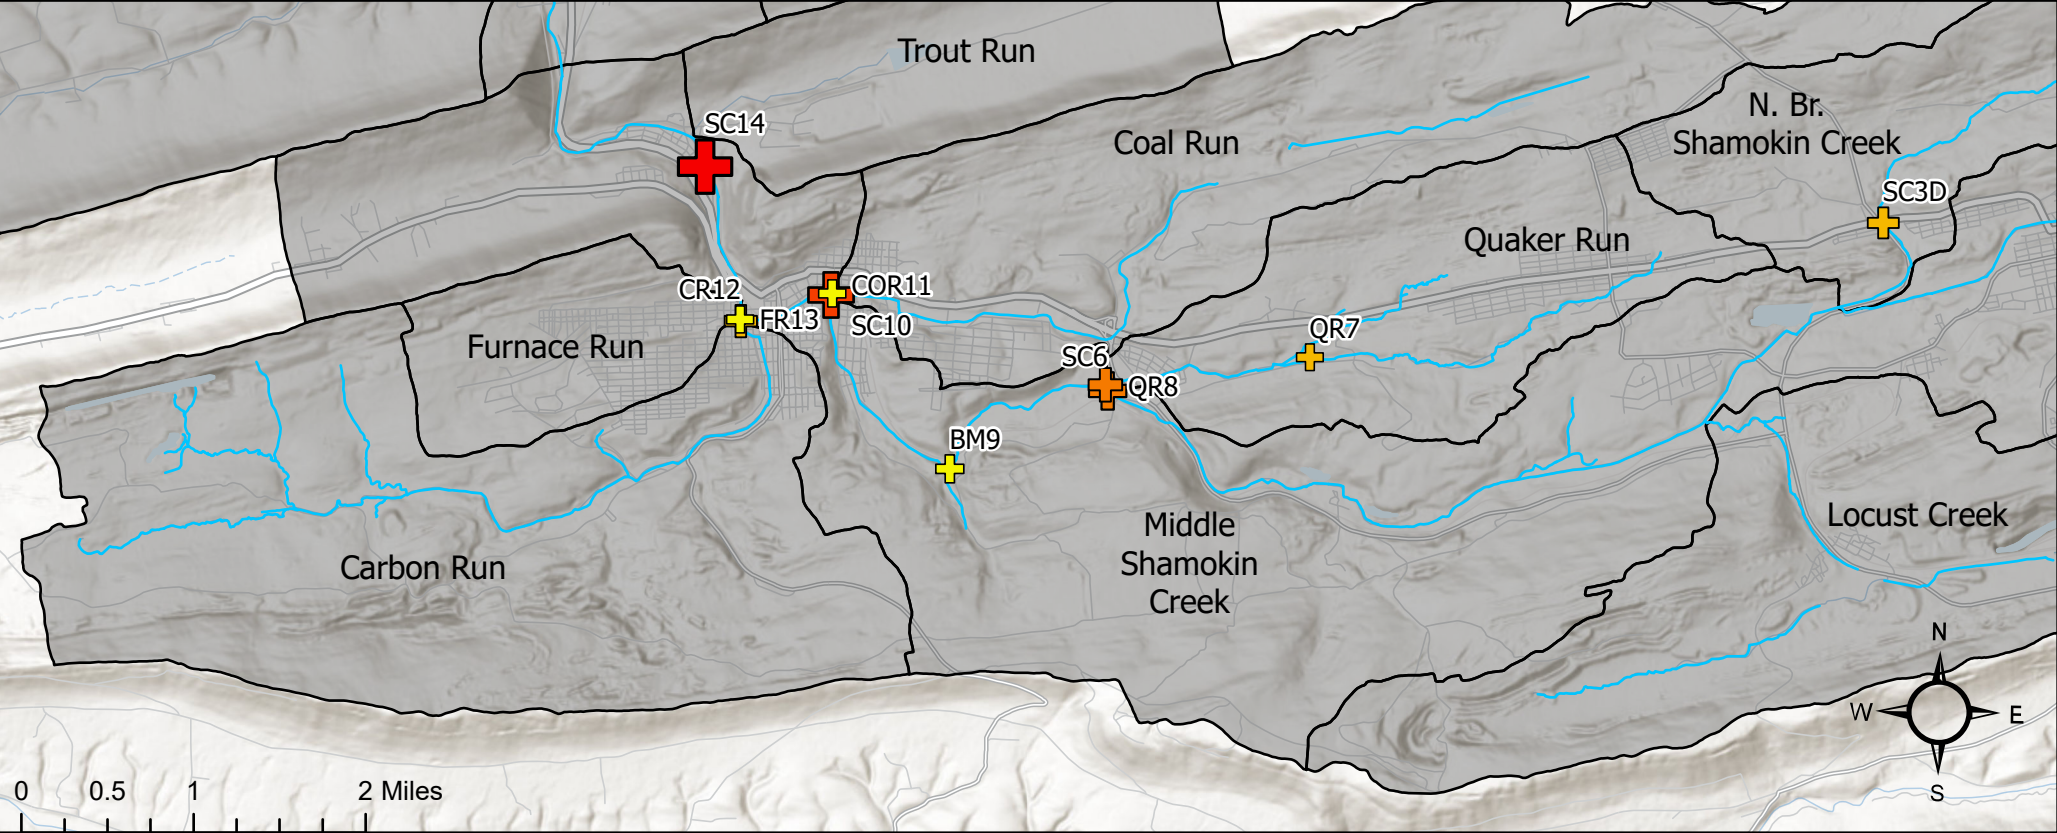 Trout Run
SC14
Coal Run
N. Br.
Shamokin Creek
SC3D
Quaker Run
CR12
COR11
FR13
SC10
Furnace Run
QR7
SC6
QR8
BM9
Middle
Shamokin
Creek
Locust Creek
Carbon Run
N
W
E
S
0 0.5 1 2 Miles